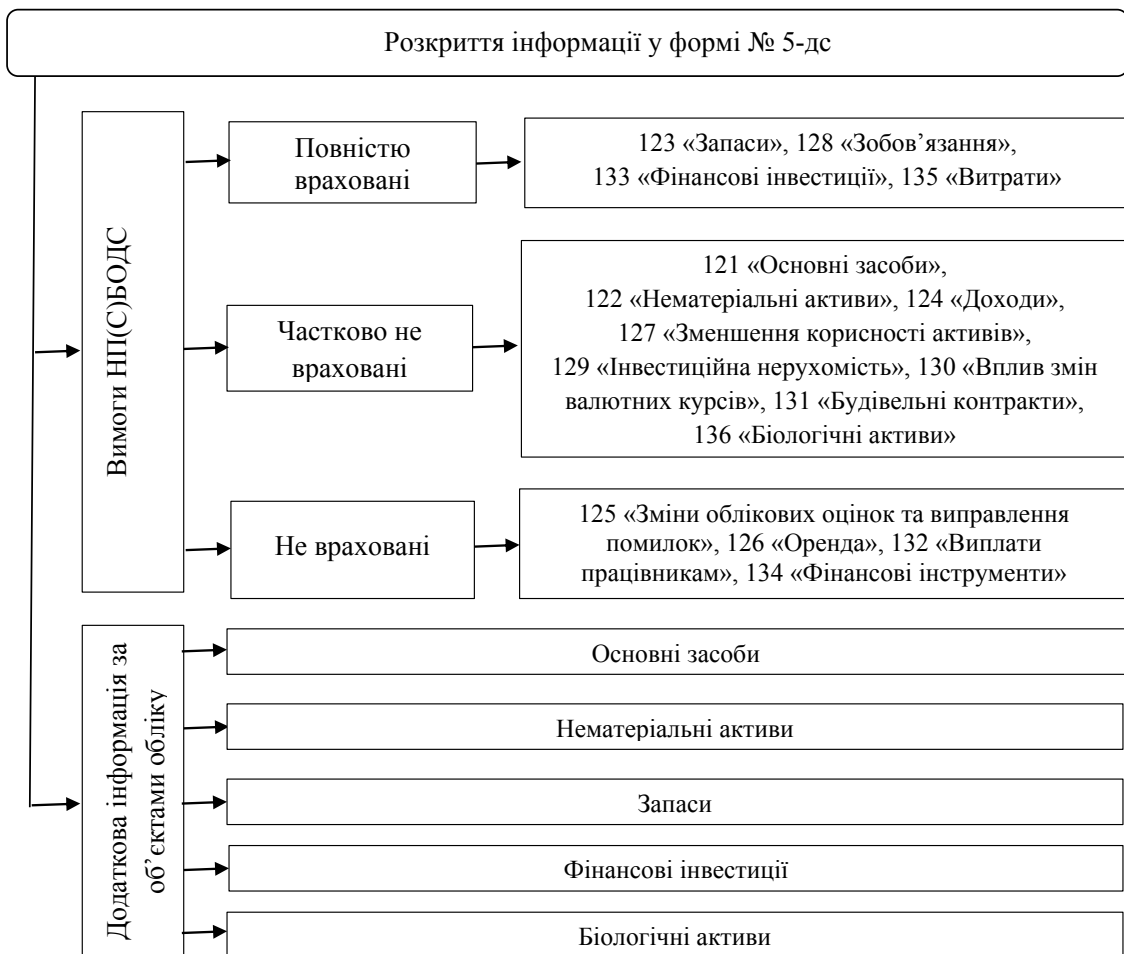 Розкриття інформації у формі № 5-дс
Вимоги НП(С)БОДС
Повністю
враховані
123 «Запаси», 128 «Зобов’язання»,
133 «Фінансові інвестиції», 135 «Витрати»
Частково не
враховані
121 «Основні засоби»,
122 «Нематеріальні активи», 124 «Доходи»,
127 «Зменшення корисності активів»,
129 «Інвестиційна нерухомість», 130 «Вплив змін
валютних курсів», 131 «Будівельні контракти»,
136 «Біологічні активи»
Не враховані
125 «Зміни облікових оцінок та виправлення
помилок», 126 «Оренда», 132 «Виплати
працівникам», 134 «Фінансові інструменти»
Додаткова інформація за
об’єктами обліку
Основні засоби
Нематеріальні активи
Запаси
Фінансові інвестиції
Біологічні активи